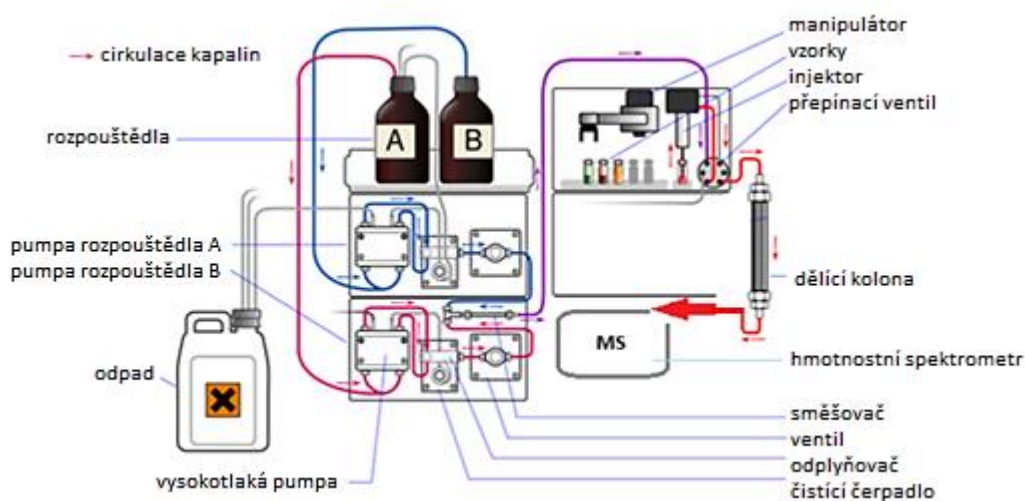 manipulátor
vzorky
injektor
přepínací ventil
cirkulace kapalin
rozpouštědla
A
B
pumpa rozpouštědla A
pumpa rozpouštědla B
dělící kolona
MS
hmotnostní spektrometr
odpad
směšovač
ventil
odplyňovač
čistící čerpadlo
vysokotlaká pumpa